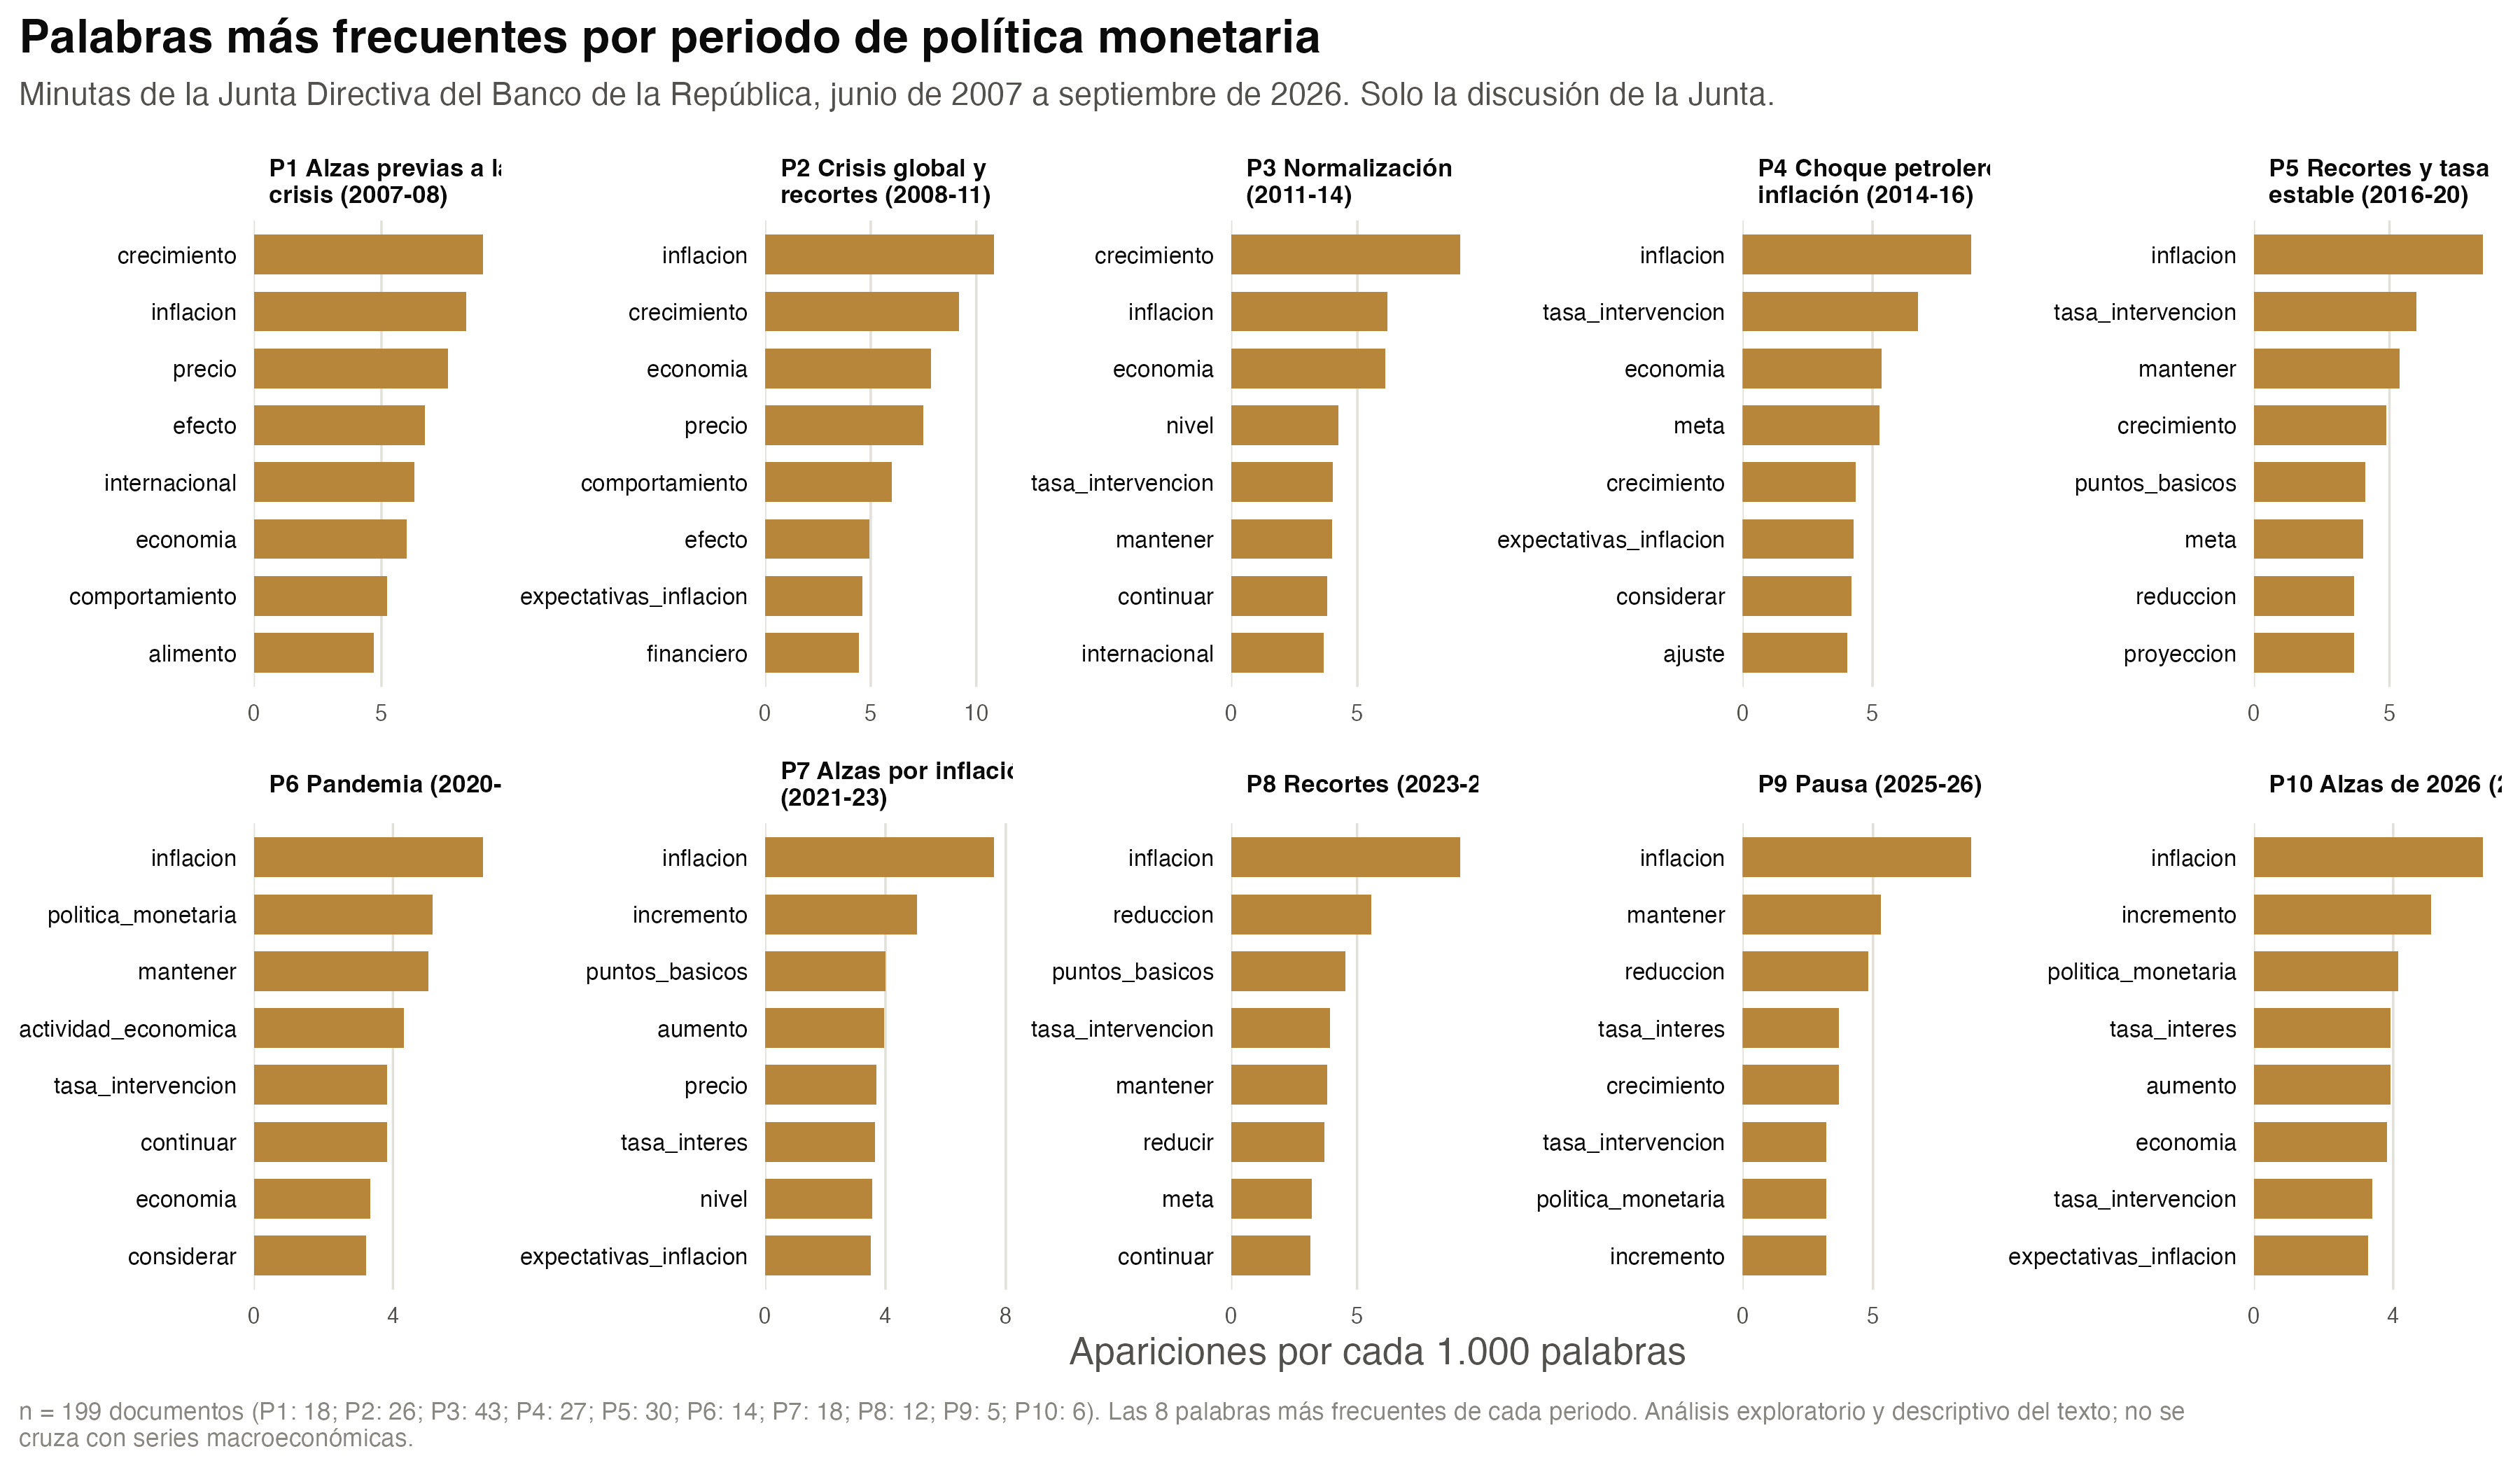 Palabras más frecuentes por periodo de política monetaria
Minutas de la Junta Directiva del Banco de la República, junio de 2007 a septiembre de 2026. Solo la discusión de la Junta.
P1 Alzas previas a la
crisis (2007-08)
crecimiento
inflacion
precio
efecto
internacional
economia
comportamiento
alimento
0 5
P2 Crisis global y
recortes (2008-11)
inflacion
crecimiento
economia
precio
comportamiento
efecto
expectativas_inflacion
financiero
0 5 10
P3 Normalización
(2011-14)
crecimiento
inflacion
economia
nivel
tasa_intervencion
mantener
continuar
internacional
0 5
P4 Choque petrolero
inflación (2014-16)
inflacion
tasa_intervencion
economia
meta
crecimiento
expectativas_inflacion
considerar
ajuste
0 5
P5 Recortes y tasa
estable (2016-20)
inflacion
tasa_intervencion
mantener
crecimiento
puntos_basicos
meta
reduccion
proyeccion
0 5
P6 Pandemia (2020-
inflacion
politica_monetaria
mantener
actividad_economica
tasa_intervencion
continuar
economia
considerar
0 4
P7 Alzas por inflació
(2021-23)
inflacion
incremento
puntos_basicos
aumento
precio
tasa_interes
nivel
expectativas_inflacion
0 4 8
P8 Recortes (2023-2
inflacion
reduccion
puntos_basicos
tasa_intervencion
mantener
reducir
meta
continuar
0 5
P9 Pausa (2025-26)
inflacion
mantener
reduccion
tasa_interes
crecimiento
tasa_intervencion
politica_monetaria
incremento
0 5
P10 Alzas de 2026 (2
inflacion
incremento
politica_monetaria
tasa_interes
aumento
economia
tasa_intervencion
expectativas_inflacion
0 4
Apariciones por cada 1.000 palabras
n = 199 documentos (P1: 18; P2: 26; P3: 43; P4: 27; P5: 30; P6: 14; P7: 18; P8: 12; P9: 5; P10: 6). Las 8 palabras más frecuentes de cada periodo. Análisis exploratorio y descriptivo del texto; no se
cruza con series macroeconómicas.